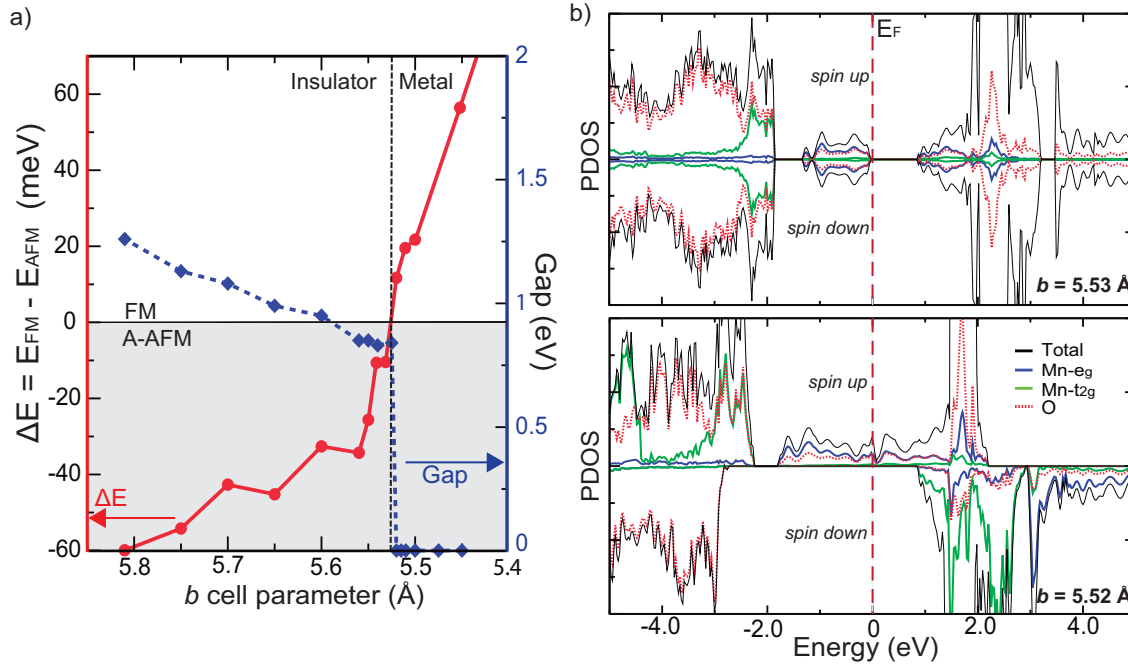 a)
ΔE = E_FM - E_AFM (meV)
60
40
20
0
-20
-40
-60
Insulator
Metal
FM
A-AFM
ΔE
Gap
2
1.5
1
0.5
0
Gap (eV)
5.8
5.7
5.6
5.5
5.4
b cell parameter (Å)
b)
PDOS
EF
spin up
spin down
b = 5.53 Å
PDOS
spin up
spin down
Total
Mn-eg
Mn-t2g
O
b = 5.52 Å
-4.0
-2.0
0
2.0
4.0
Energy (eV)